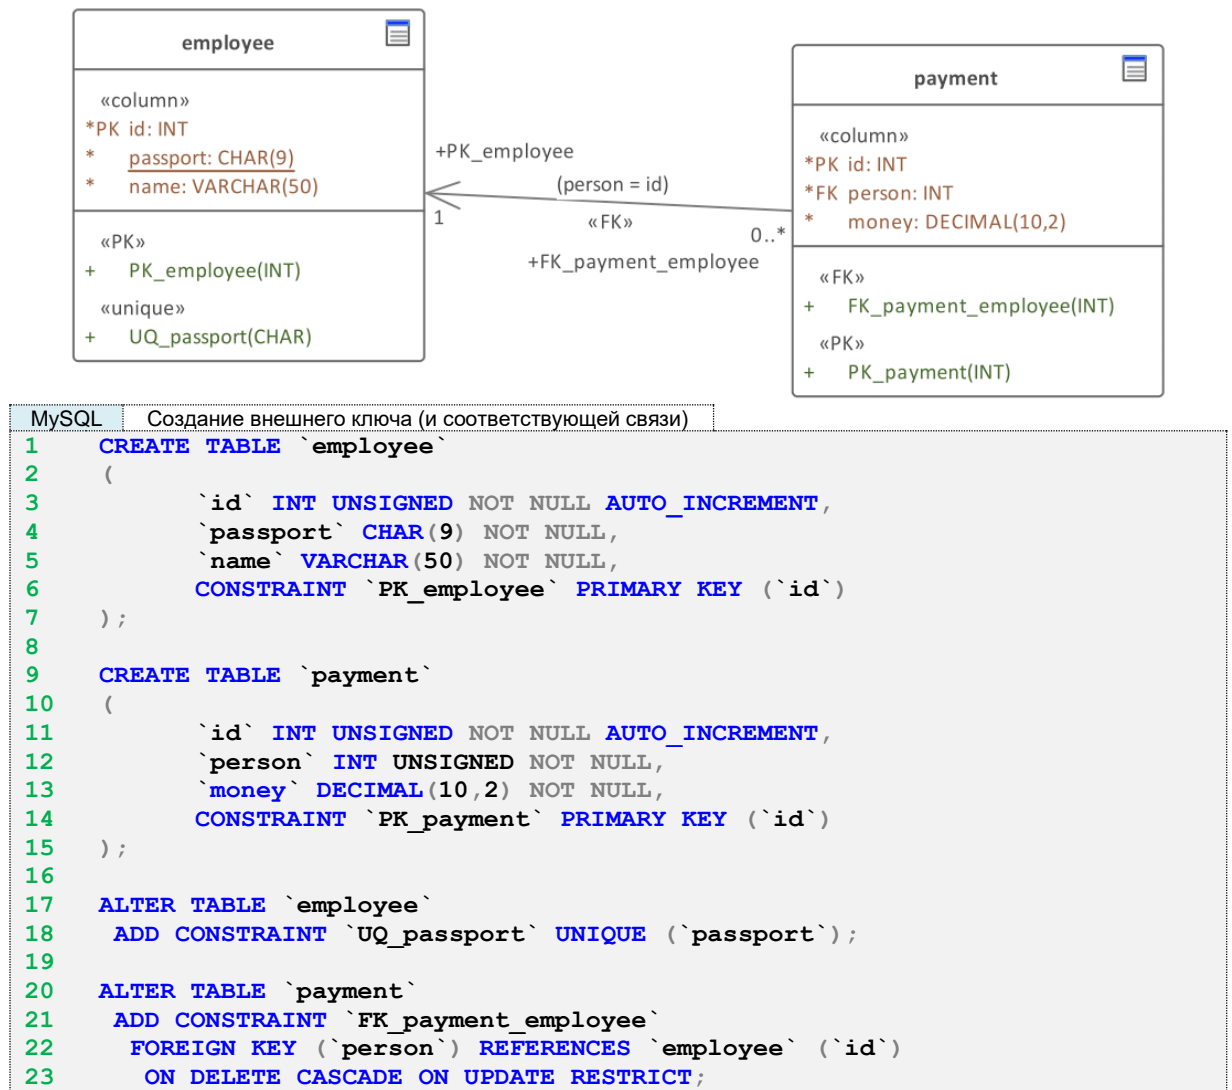 employee
«column»
*PK id: INT
* passport: CHAR(9)
* name: VARCHAR(50)
«PK»
+ PK_employee(INT)
«unique»
+ UQ_passport(CHAR)
+PK_employee
(person = id)
1
«FK»
0..*
+FK_payment_employee
payment
«column»
*PK id: INT
*FK person: INT
* money: DECIMAL(10,2)
«FK»
+ FK_payment_employee(INT)
«PK»
+ PK_payment(INT)
MySQL Создание внешнего ключа (и соответствующей связи)
1 CREATE TABLE `employee`
2 (
3 `id` INT UNSIGNED NOT NULL AUTO_INCREMENT,
4 `passport` CHAR(9) NOT NULL,
5 `name` VARCHAR(50) NOT NULL,
6 CONSTRAINT `PK_employee` PRIMARY KEY (`id`)
7 );
8
9 CREATE TABLE `payment`
10 (
11 `id` INT UNSIGNED NOT NULL AUTO_INCREMENT,
12 `person` INT UNSIGNED NOT NULL,
13 `money` DECIMAL(10,2) NOT NULL,
14 CONSTRAINT `PK_payment` PRIMARY KEY (`id`)
15 );
16
17 ALTER TABLE `employee`
18 ADD CONSTRAINT `UQ_passport` UNIQUE (`passport`);
19
20 ALTER TABLE `payment`
21 ADD CONSTRAINT `FK_payment_employee`
22 FOREIGN KEY (`person`) REFERENCES `employee` (`id`)
23 ON DELETE CASCADE ON UPDATE RESTRICT;